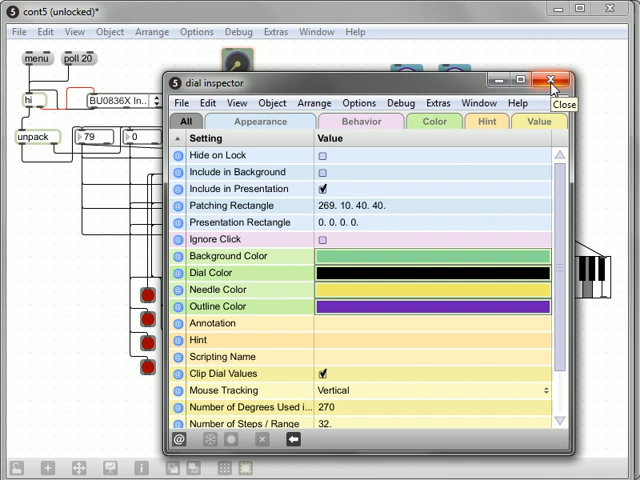 cont5 (unlocked)*
File Edit View Object Arrange Options Debug Extras Window Help
menu poll 20
hi BU0836X In..
unpack 79 0
dial inspector
Close
File Edit View Object Arrange Options Debug Extras Window Help
All Appearance Behavior Color Hint Value
Setting Value
Hide on Lock
Include in Background
Include in Presentation
Patching Rectangle 269. 10. 40. 40.
Presentation Rectangle 0. 0. 0. 0.
Ignore Click
Background Color
Dial Color
Needle Color
Outline Color
Annotation
Hint
Scripting Name
Clip Dial Values
Mouse Tracking Vertical
Number of Degrees Used i... 270
Number of Steps / Range 32.